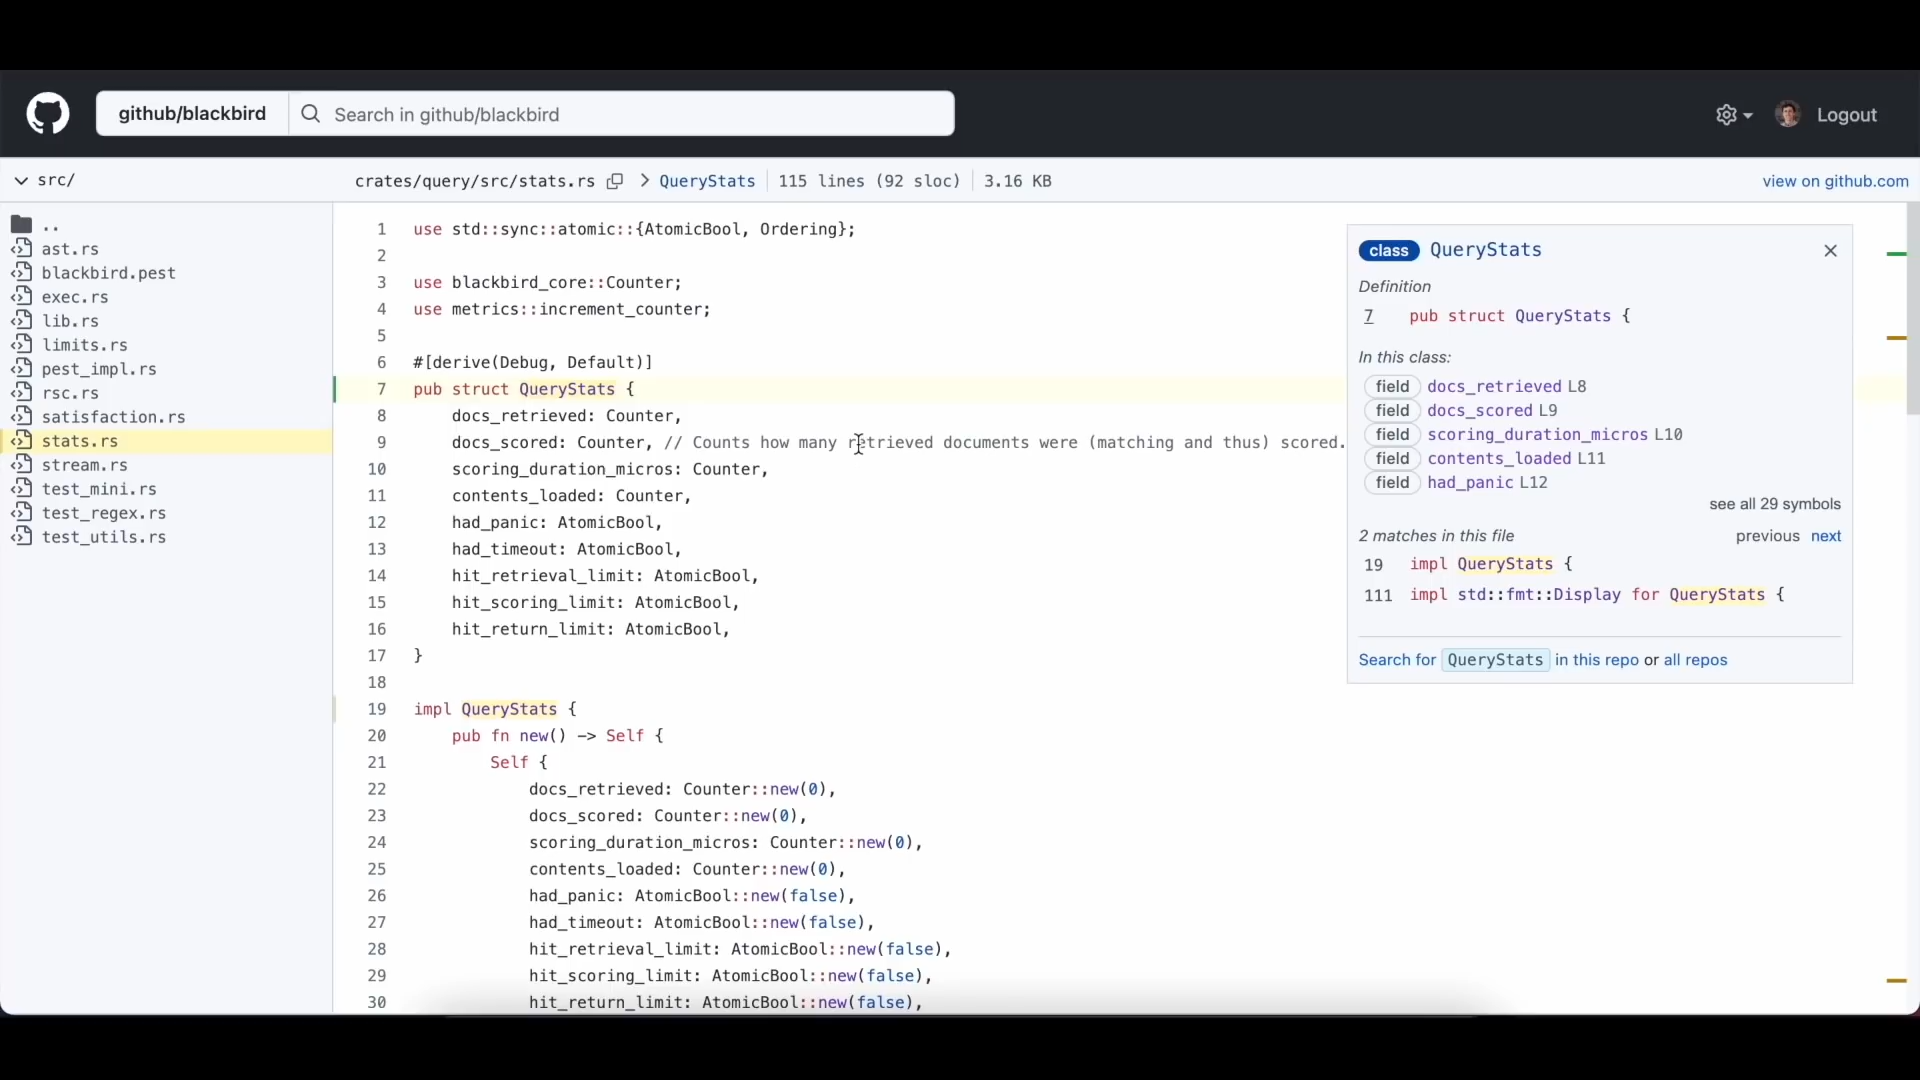 github/blackbird
Search in github/blackbird
Logout
src/
crates/query/src/stats.rs > QueryStats 115 lines (92 sloc) 3.16 KB
view on github.com
..
ast.rs
blackbird.pest
exec.rs
lib.rs
limits.rs
pest_impl.rs
rsc.rs
satisfaction.rs
stats.rs
stream.rs
test_mini.rs
test_regex.rs
test_utils.rs
1 use std::sync::atomic::{AtomicBool, Ordering};
2
3 use blackbird_core::Counter;
4 use metrics::increment_counter;
5
6 #[derive(Debug, Default)]
7 pub struct QueryStats {
8 docs_retrieved: Counter,
9 docs_scored: Counter, // Counts how many retrieved documents were (matching and thus) scored.
10 scoring_duration_micros: Counter,
11 contents_loaded: Counter,
12 had_panic: AtomicBool,
13 had_timeout: AtomicBool,
14 hit_retrieval_limit: AtomicBool,
15 hit_scoring_limit: AtomicBool,
16 hit_return_limit: AtomicBool,
17 }
18
19 impl QueryStats {
20 pub fn new() -> Self {
21 Self {
22 docs_retrieved: Counter::new(0),
23 docs_scored: Counter::new(0),
24 scoring_duration_micros: Counter::new(0),
25 contents_loaded: Counter::new(0),
26 had_panic: AtomicBool::new(false),
27 had_timeout: AtomicBool::new(false),
28 hit_retrieval_limit: AtomicBool::new(false),
29 hit_scoring_limit: AtomicBool::new(false),
30 hit_return_limit: AtomicBool::new(false),
class QueryStats
Definition
7 pub struct QueryStats {
In this class:
field docs_retrieved L8
field docs_scored L9
field scoring_duration_micros L10
field contents_loaded L11
field had_panic L12
see all 29 symbols
2 matches in this file previous next
19 impl QueryStats {
111 impl std::fmt::Display for QueryStats {
Search for QueryStats in this repo or all repos